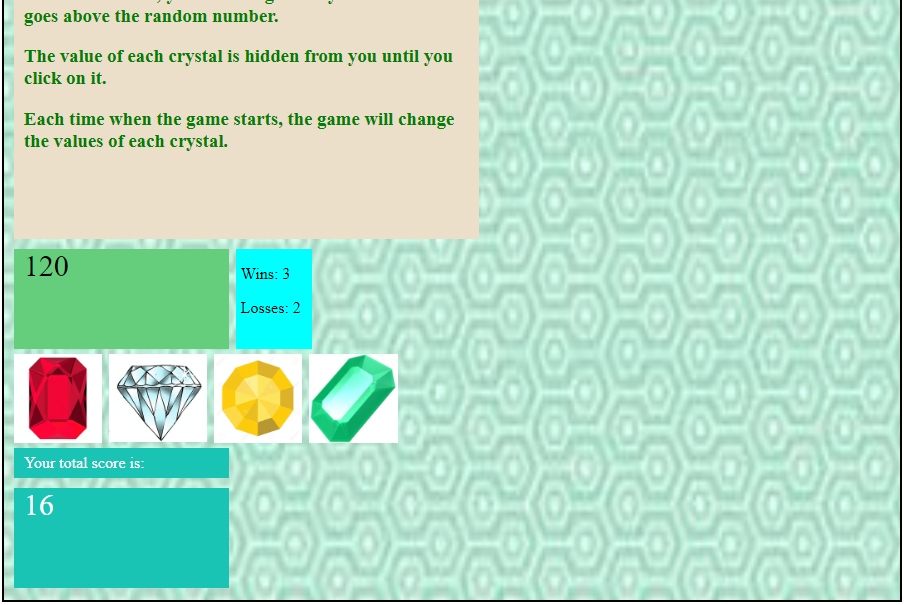 goes above the random number.
The value of each crystal is hidden from you until you
click on it.
Each time when the game starts, the game will change
the values of each crystal.
120
Wins: 3
Losses: 2
Your total score is:
16